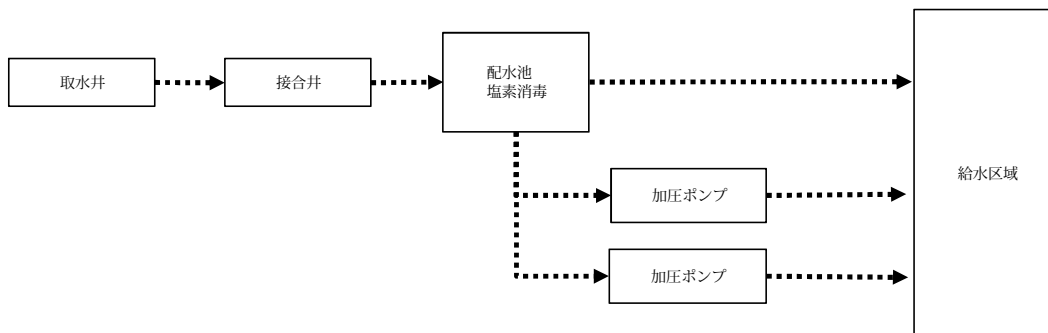 取水井
接合井
配水池
塩素消毒
給水区域
加圧ポンプ
加圧ポンプ